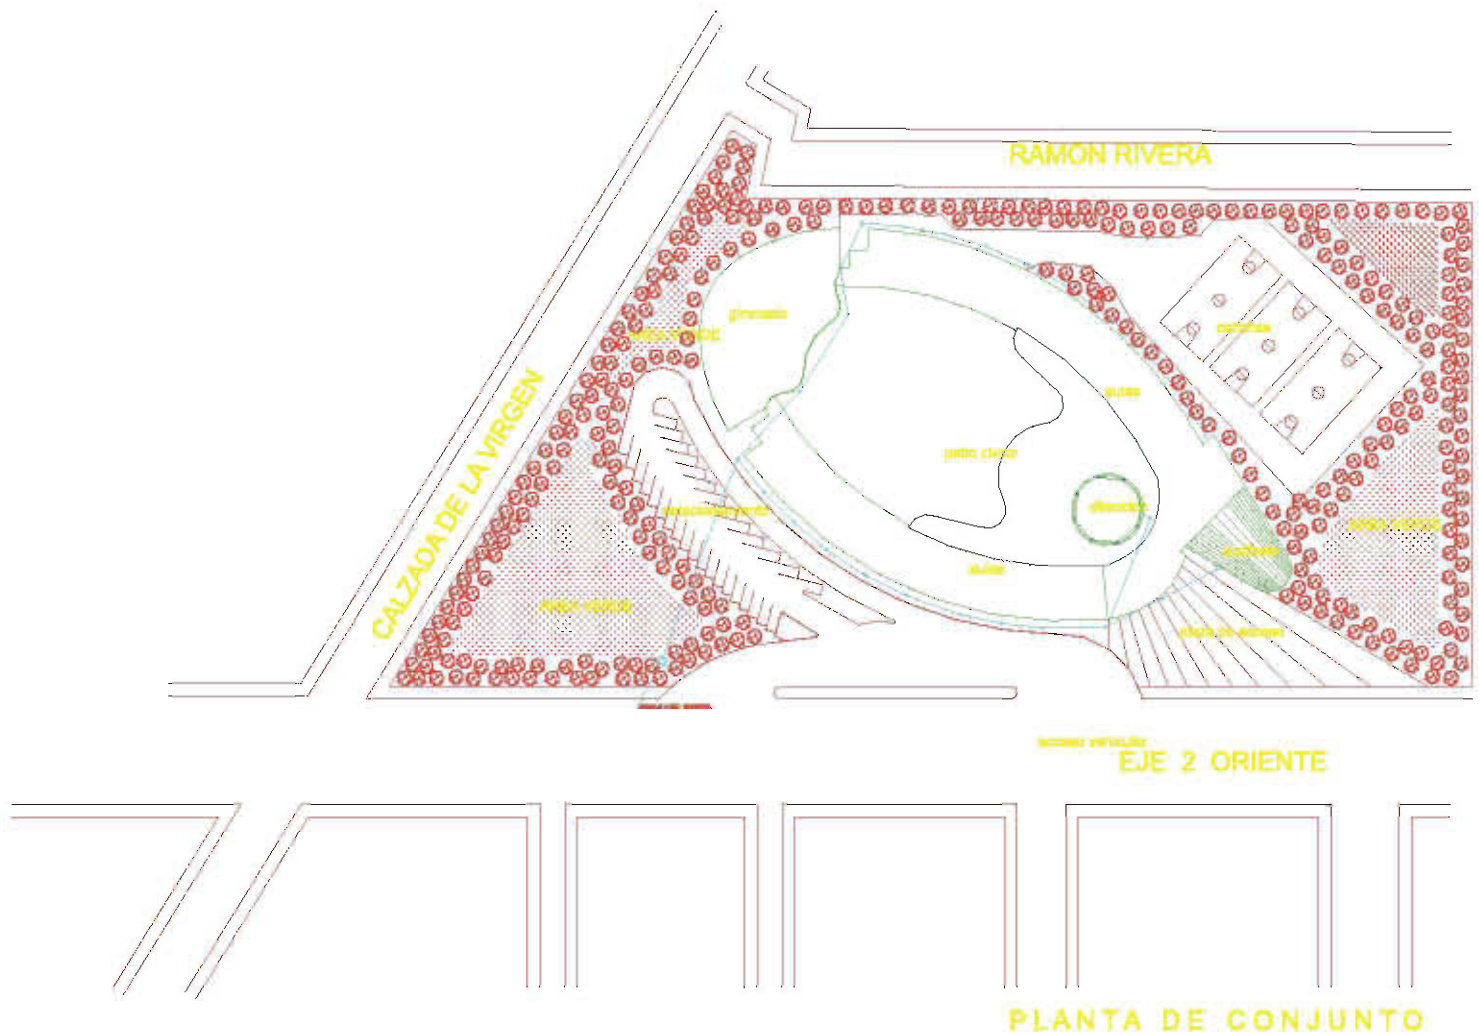 RAMON RIVERA
gimnasio
AREA VERDE
canchas
aulas
CALZADA DE LA VIRGEN
patio civico
estacionamiento
direccion
AREA VERDE
aulas
AREA VERDE
plaza de acceso
acceso vehicular
EJE 2 ORIENTE
PLANTA DE CONJUNTO